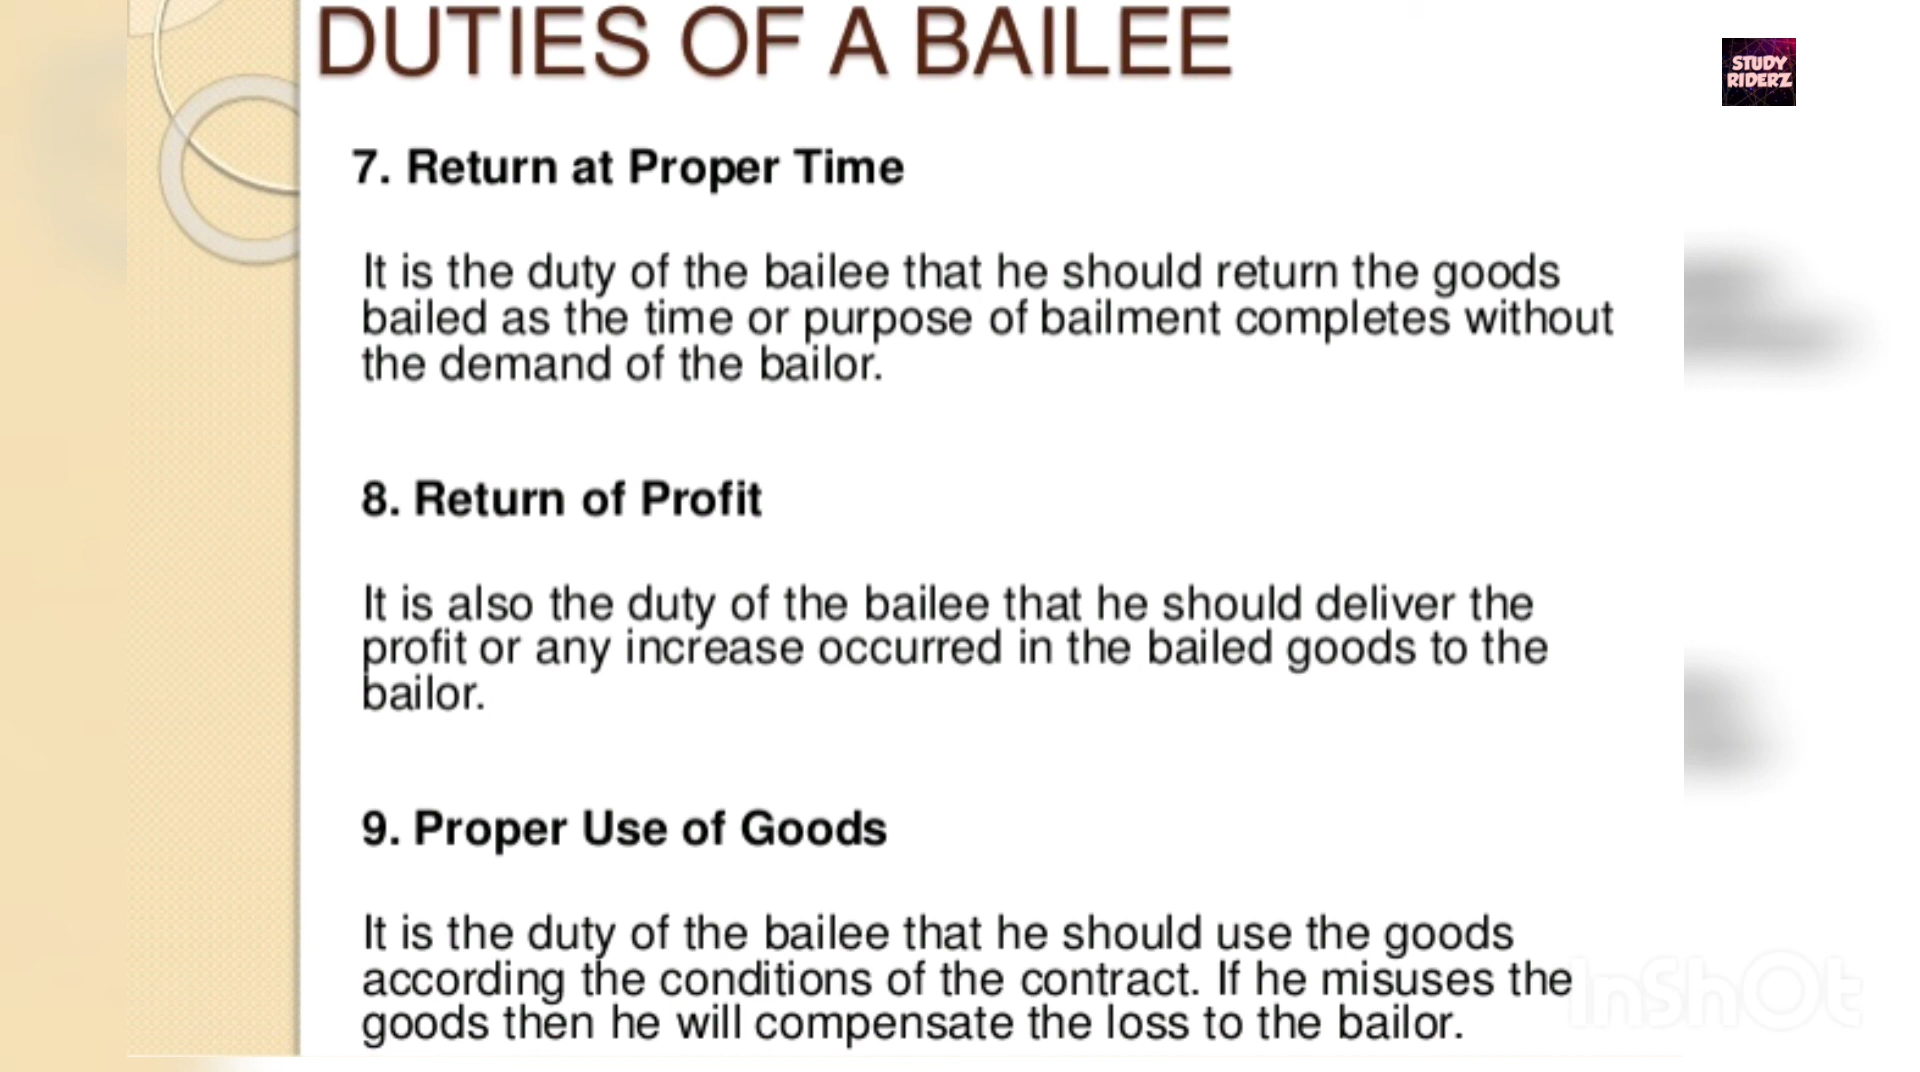 DUTIES OF A BAILEE
STUDY
RIDERZ
7. Return at Proper Time
It is the duty of the bailee that he should return the goods
bailed as the time or purpose of bailment completes without
the demand of the bailor.
8. Return of Profit
It is also the duty of the bailee that he should deliver the
profit or any increase occurred in the bailed goods to the
bailor.
9. Proper Use of Goods
It is the duty of the bailee that he should use the goods
according the conditions of the contract. If he misuses the
goods then he will compensate the loss to the bailor.
InShOt